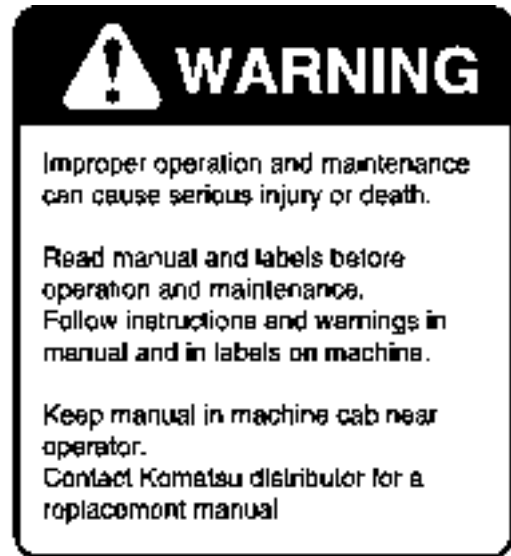 WARNING
Improper operation and maintenance
can cause serious injury or death.
Read manual and labels before
operation and maintenance.
Follow instructions and warnings in
manual and in labels on machine.
Keep manual in machine cab near
operator.
Contact Komatsu distributor for a
replacement manual